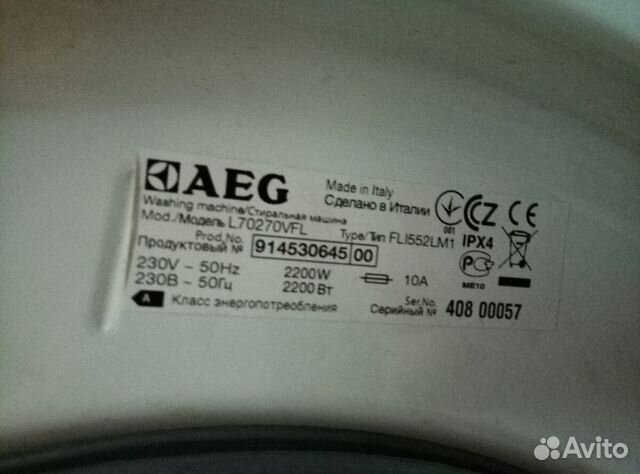 AEG
Made in Italy
Сделано в Италии
Washing machine/Стиральная машина
Mod./Модель L70270VFL
Type/Тип FLI552LM1
001
IPX4
Prod.No.
Продуктовый № 914530645 00
230V ~ 50Hz 2200W
230В ~ 50Гц 2200 Вт
10A
ME10
A Класс энергопотребления
Ser.No.
Серийный № 408 00057
Avito